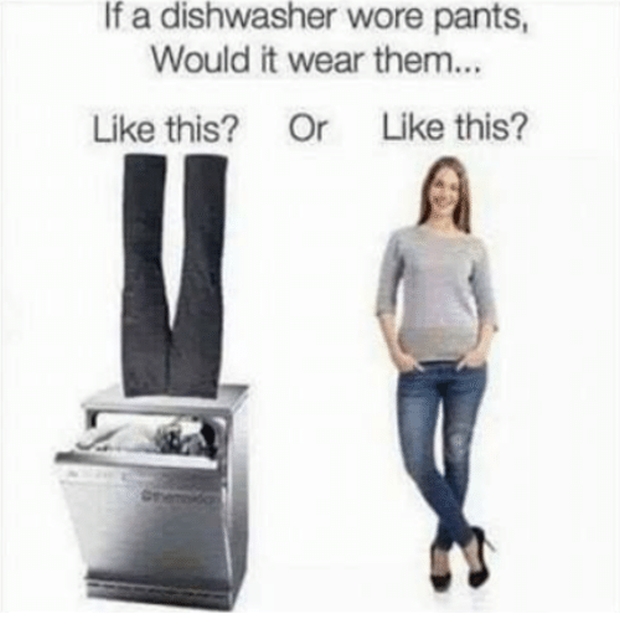 If a dishwasher wore pants,
Would it wear them...
Like this? Or Like this?